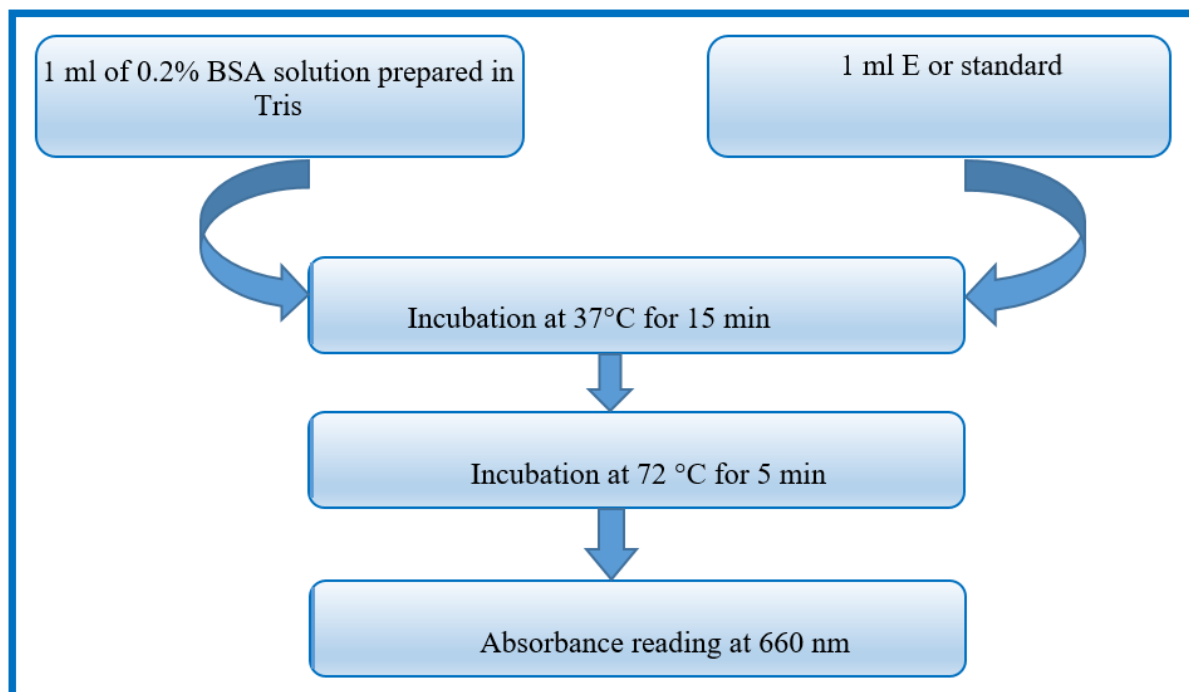 1 ml of 0.2% BSA solution prepared in
Tris
1 ml E or standard
Incubation at 37°C for 15 min
Incubation at 72 °C for 5 min
Absorbance reading at 660 nm